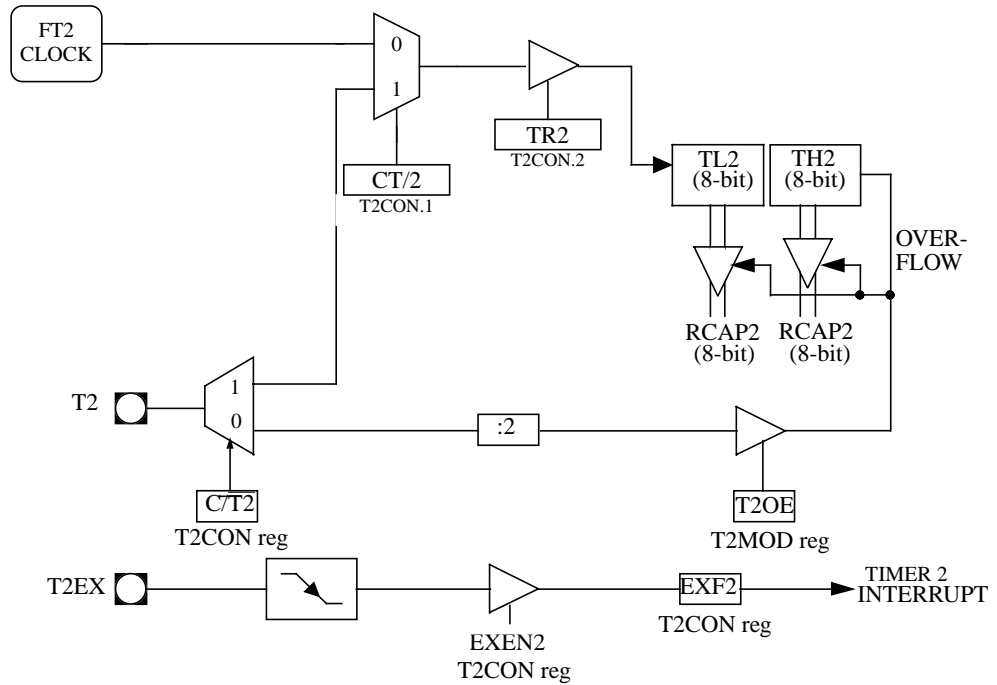 FT2
CLOCK
0
1
TR2
T2CON.2
CT/2
T2CON.1
TL2
(8-bit)
TH2
(8-bit)
OVER-
FLOW
RCAP2
(8-bit)
RCAP2
(8-bit)
T2
1
0
:2
C/T2
T2CON reg
T2OE
T2MOD reg
T2EX
EXEN2
T2CON reg
EXF2
T2CON reg
TIMER 2
INTERRUPT